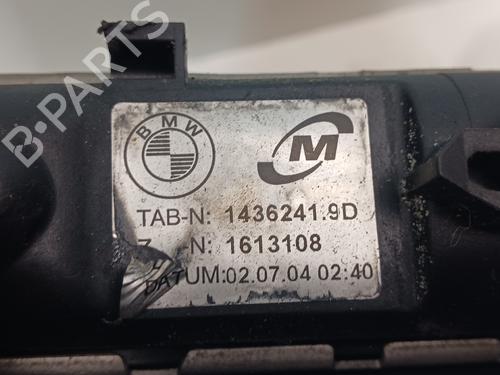 B-PARTS
BMW
M
TAB-N: 1436241.9D
-N: 1613108
DATUM:02.07.04 02:40